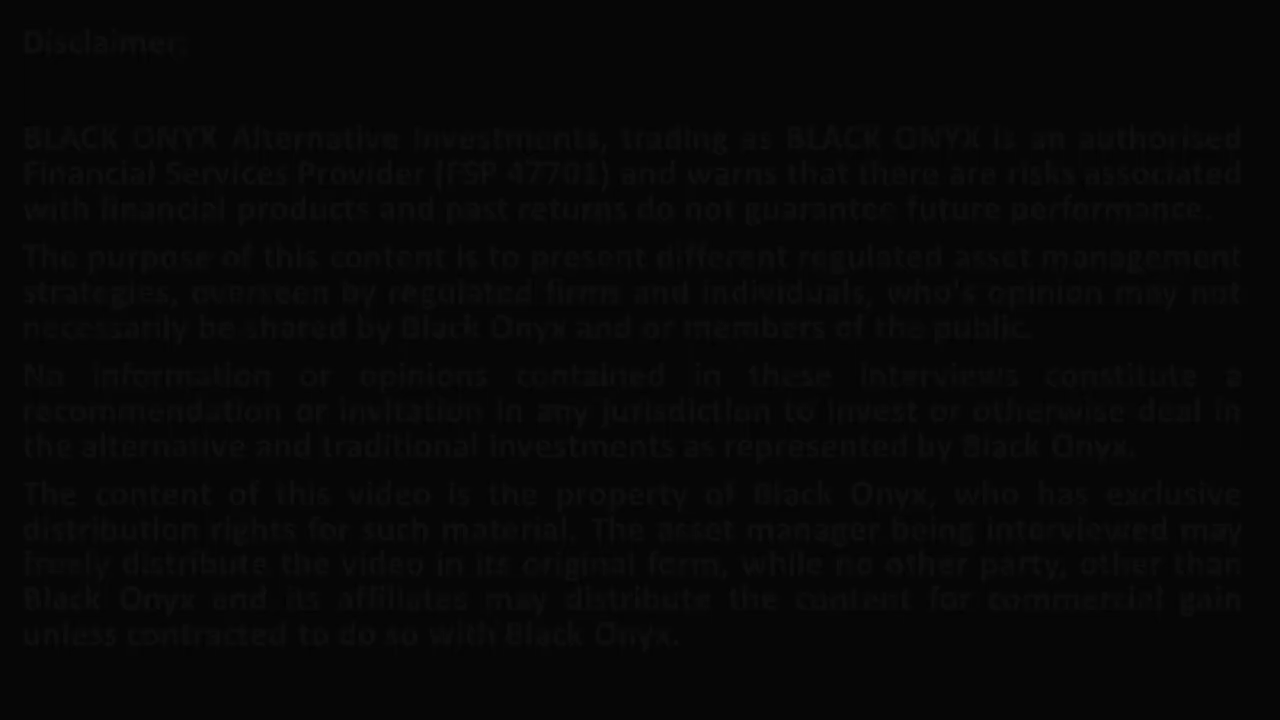 Disclaimer:
BLACK ONYX Alternative Investments, trading as BLACK ONYX is an authorised
Financial Services Provider (FSP 47701) and warns that there are risks associated
with financial products and past returns do not guarantee future performance.
The purpose of this content is to present different regulated asset management
strategies, overseen by regulated firms and individuals, who's opinion may not
necessarily be shared by Black Onyx and or members of the public.
No information or opinions contained in these interviews constitute a
recommendation or invitation in any jurisdiction to invest or otherwise deal in
the alternative and traditional investments as represented by Black Onyx.
The content of this video is the property of Black Onyx, who has exclusive
distribution rights for such material. The asset manager being interviewed may
freely distribute the video in its original form, while no other party, other than
Black Onyx and its affiliates may distribute the content for commercial gain
unless contracted to do so with Black Onyx.